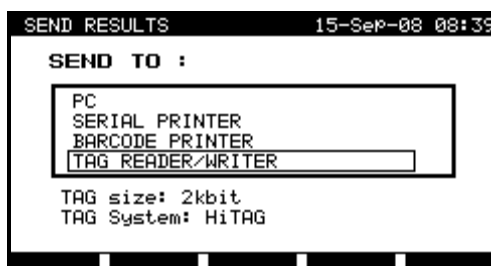 SEND RESULTS 15-Sep-08 08:39
SEND TO :
PC
SERIAL PRINTER
BARCODE PRINTER
TAG READER/WRITER
TAG size: 2kbit
TAG System: HiTAG